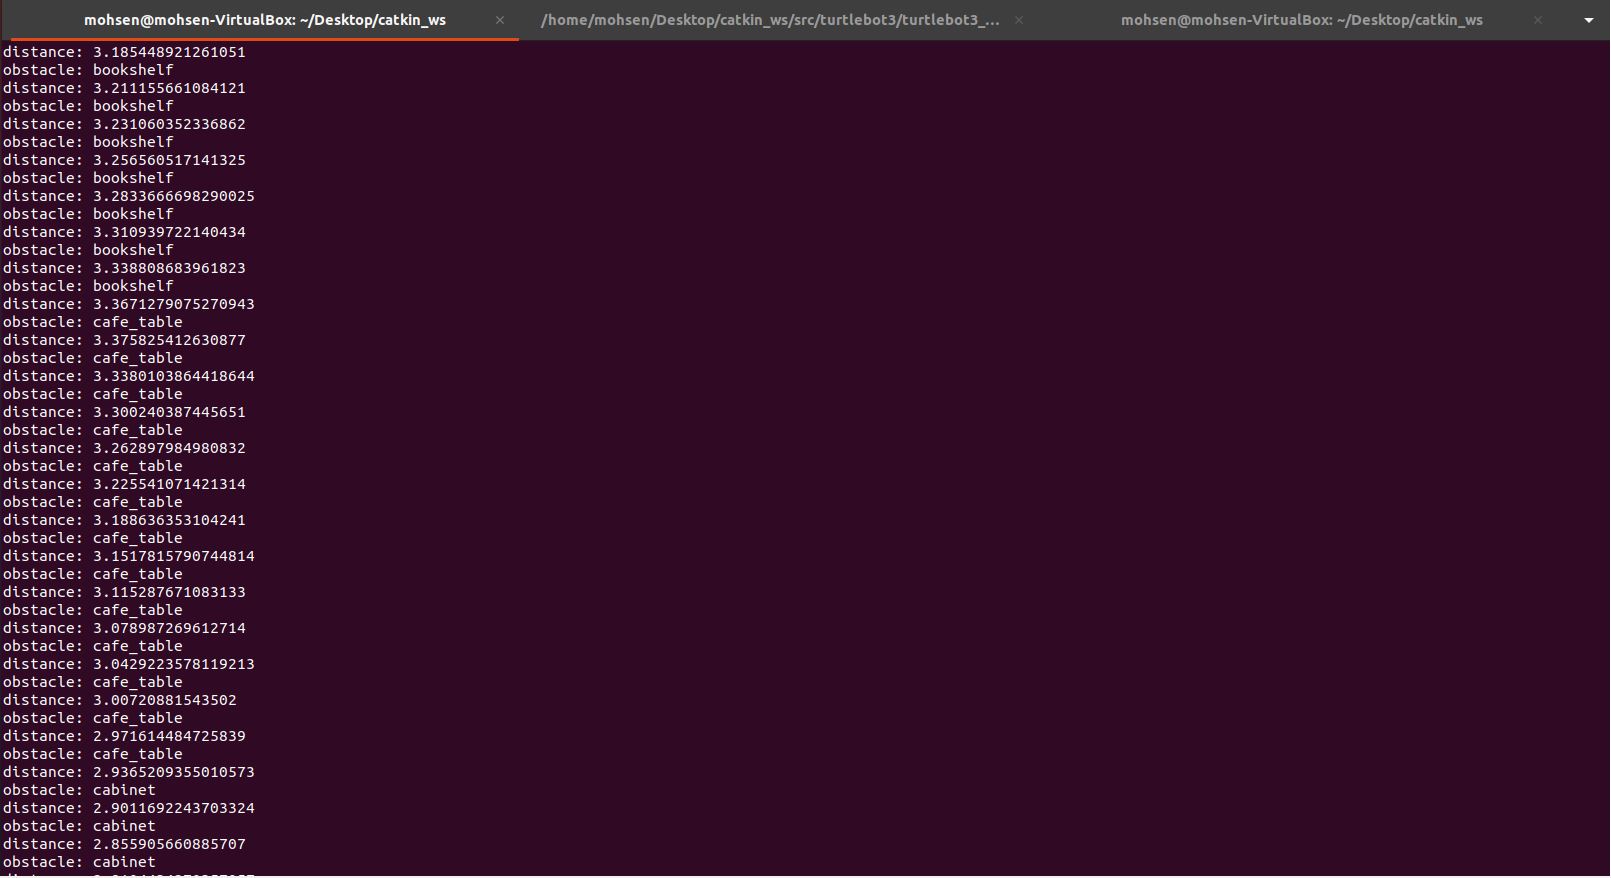 mohsen@mohsen-VirtualBox: ~/Desktop/catkin_ws
/home/mohsen/Desktop/catkin_ws/src/turtlebot3/turtlebot3_...
mohsen@mohsen-VirtualBox: ~/Desktop/catkin_ws
distance: 3.185448921261051
obstacle: bookshelf
distance: 3.211155661084121
obstacle: bookshelf
distance: 3.231060352336862
obstacle: bookshelf
distance: 3.256560517141325
obstacle: bookshelf
distance: 3.2833666698290025
obstacle: bookshelf
distance: 3.310939722140434
obstacle: bookshelf
distance: 3.338808683961823
obstacle: bookshelf
distance: 3.3671279075270943
obstacle: cafe_table
distance: 3.375825412630877
obstacle: cafe_table
distance: 3.3380103864418644
obstacle: cafe_table
distance: 3.300240387445651
obstacle: cafe_table
distance: 3.262897984980832
obstacle: cafe_table
distance: 3.225541071421314
obstacle: cafe_table
distance: 3.188636353104241
obstacle: cafe_table
distance: 3.1517815790744814
obstacle: cafe_table
distance: 3.115287671083133
obstacle: cafe_table
distance: 3.078987269612714
obstacle: cafe_table
distance: 3.0429223578119213
obstacle: cafe_table
distance: 3.00720881543502
obstacle: cafe_table
distance: 2.971614484725839
obstacle: cafe_table
distance: 2.9365209355010573
obstacle: cabinet
distance: 2.9011692243703324
obstacle: cabinet
distance: 2.855905660885707
obstacle: cabinet